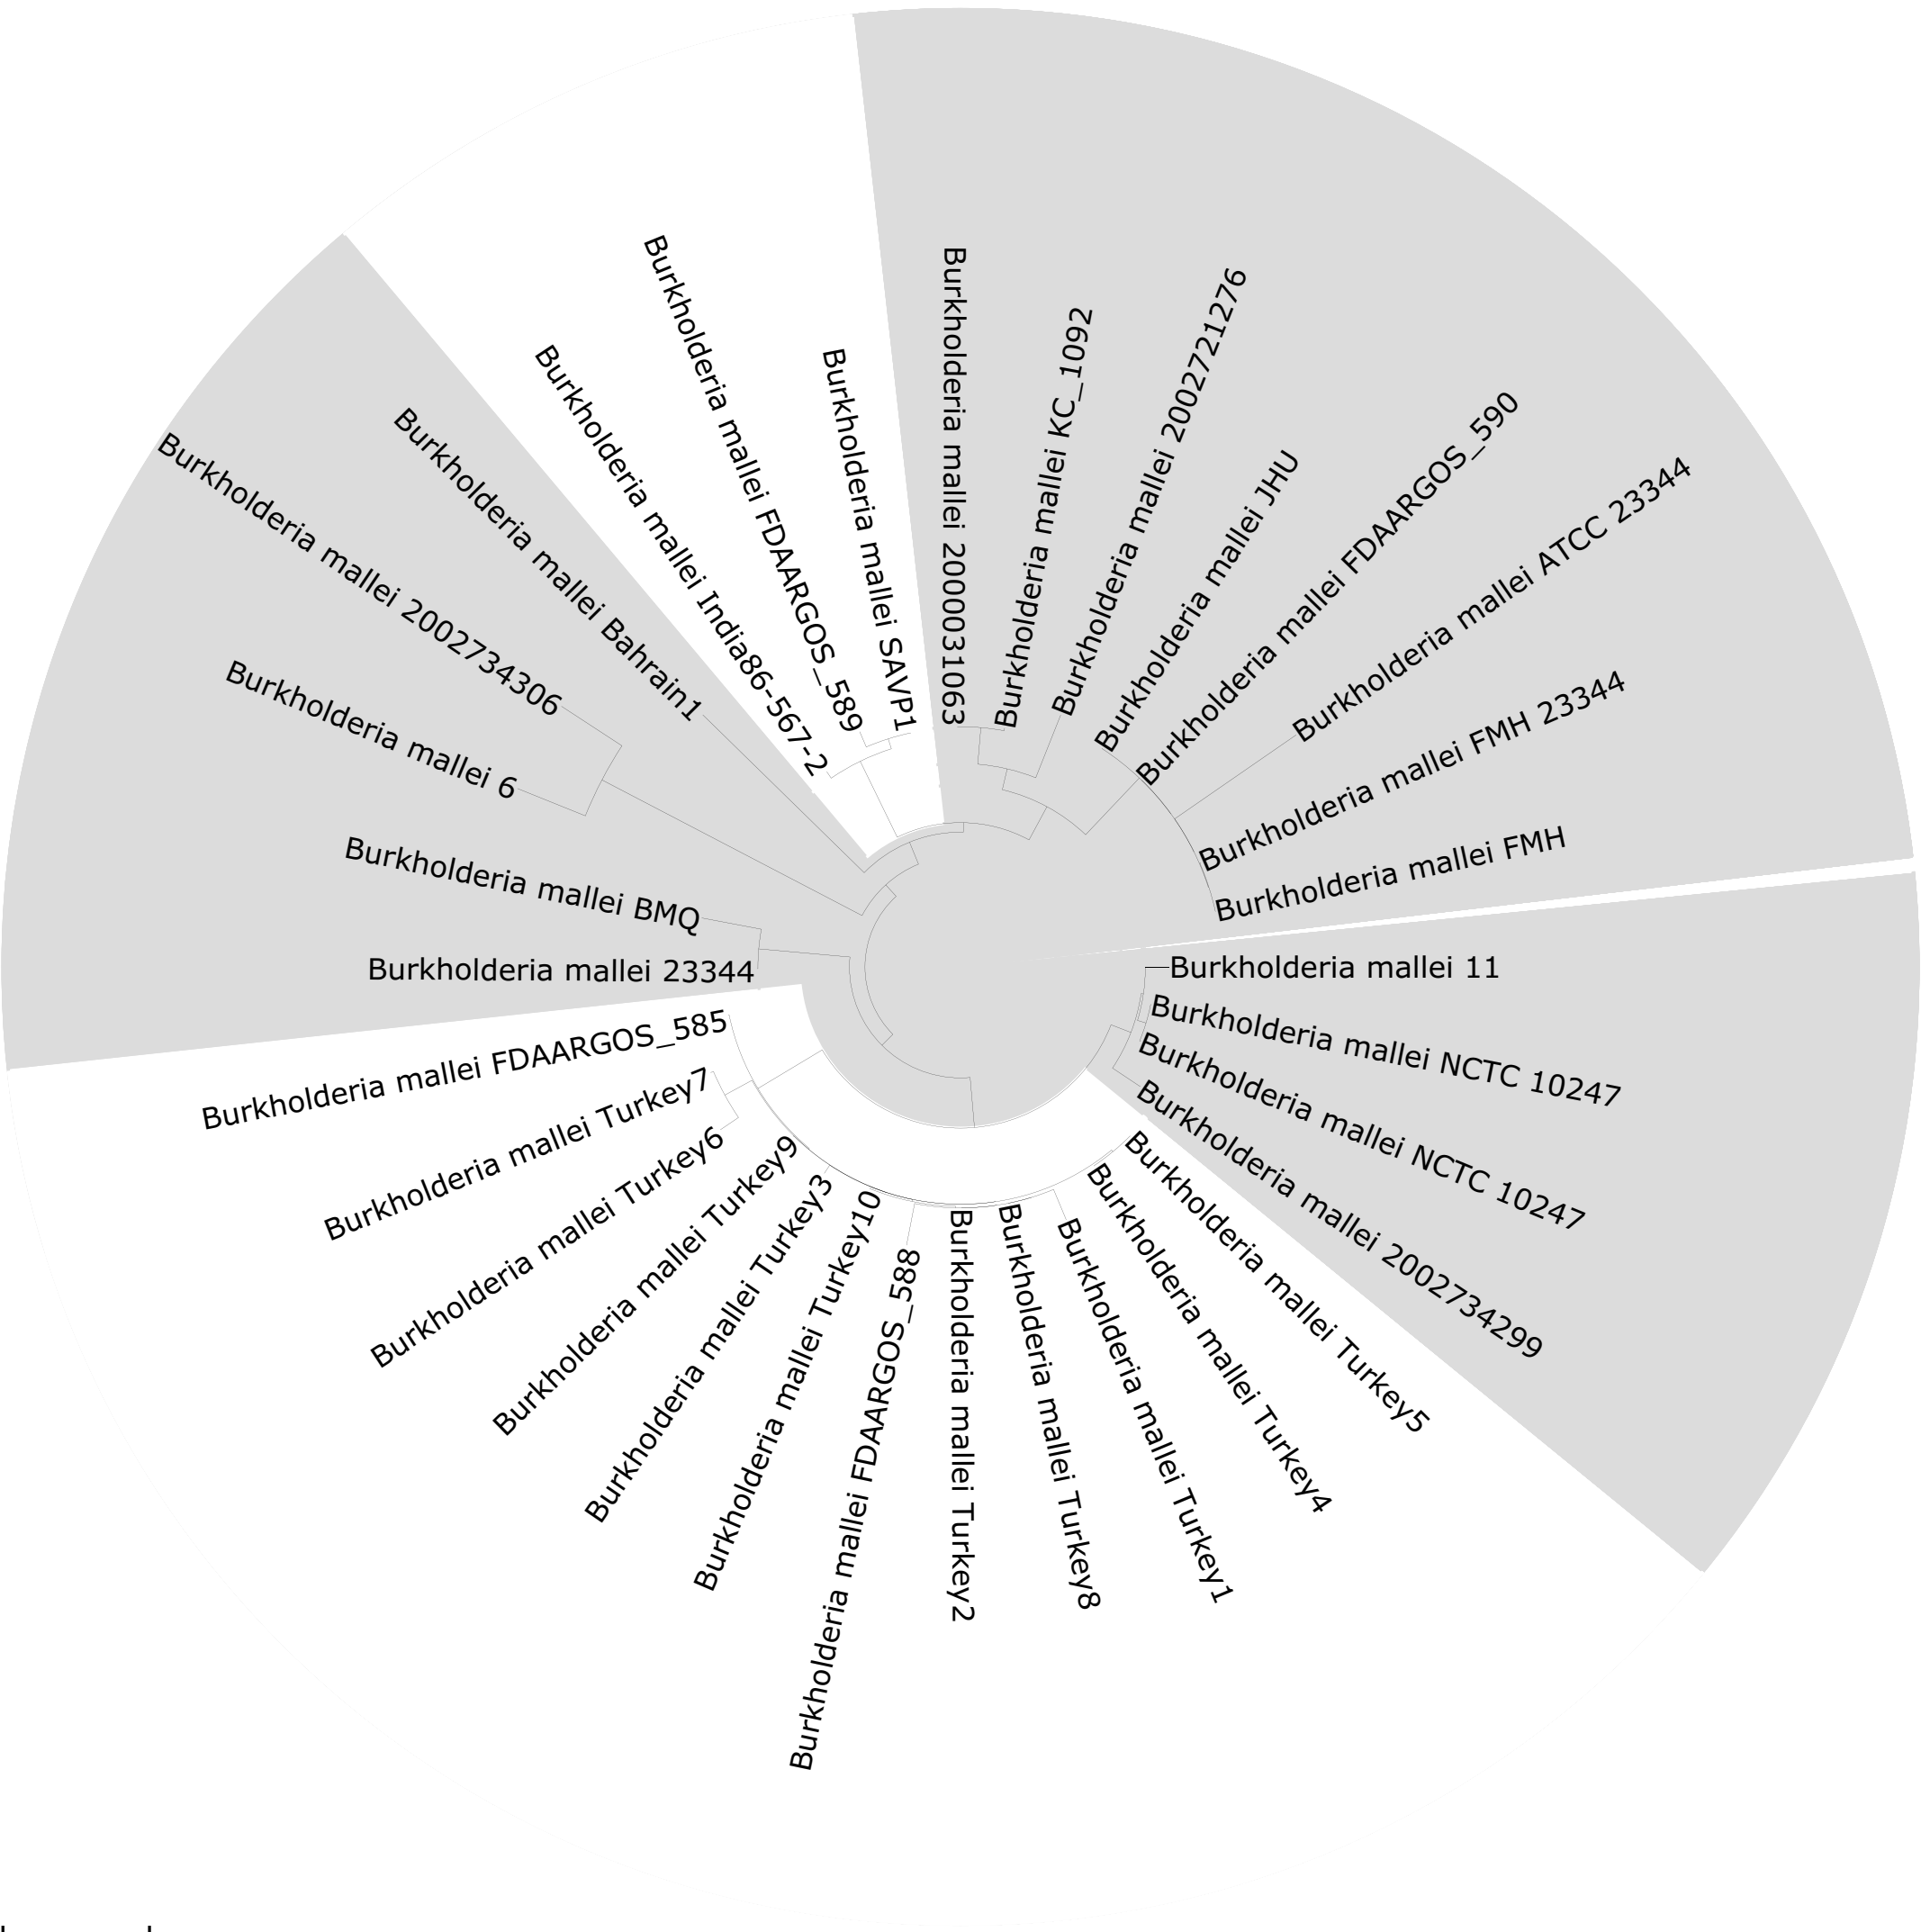 Burkholderia mallei 2000031063
Burkholderia mallei KC_1092
Burkholderia mallei 2002721276
Burkholderia mallei JHU
Burkholderia mallei FDAARGOS_590
Burkholderia mallei ATCC 23344
Burkholderia mallei FMH 23344
Burkholderia mallei FMH
Burkholderia mallei 11
Burkholderia mallei NCTC 10247
Burkholderia mallei NCTC 10247
Burkholderia mallei 2002734299
Burkholderia mallei Turkey5
Burkholderia mallei Turkey4
Burkholderia mallei Turkey1
Burkholderia mallei Turkey8
Burkholderia mallei Turkey2
Burkholderia mallei FDAARGOS_588
Burkholderia mallei Turkey10
Burkholderia mallei Turkey3
Burkholderia mallei Turkey9
Burkholderia mallei Turkey6
Burkholderia mallei Turkey7
Burkholderia mallei FDAARGOS_585
Burkholderia mallei 23344
Burkholderia mallei BMQ
Burkholderia mallei 6
Burkholderia mallei 2002734306
Burkholderia mallei Bahrain1
Burkholderia mallei India86-567-2
Burkholderia mallei FDAARGOS_589
Burkholderia mallei SAVP1